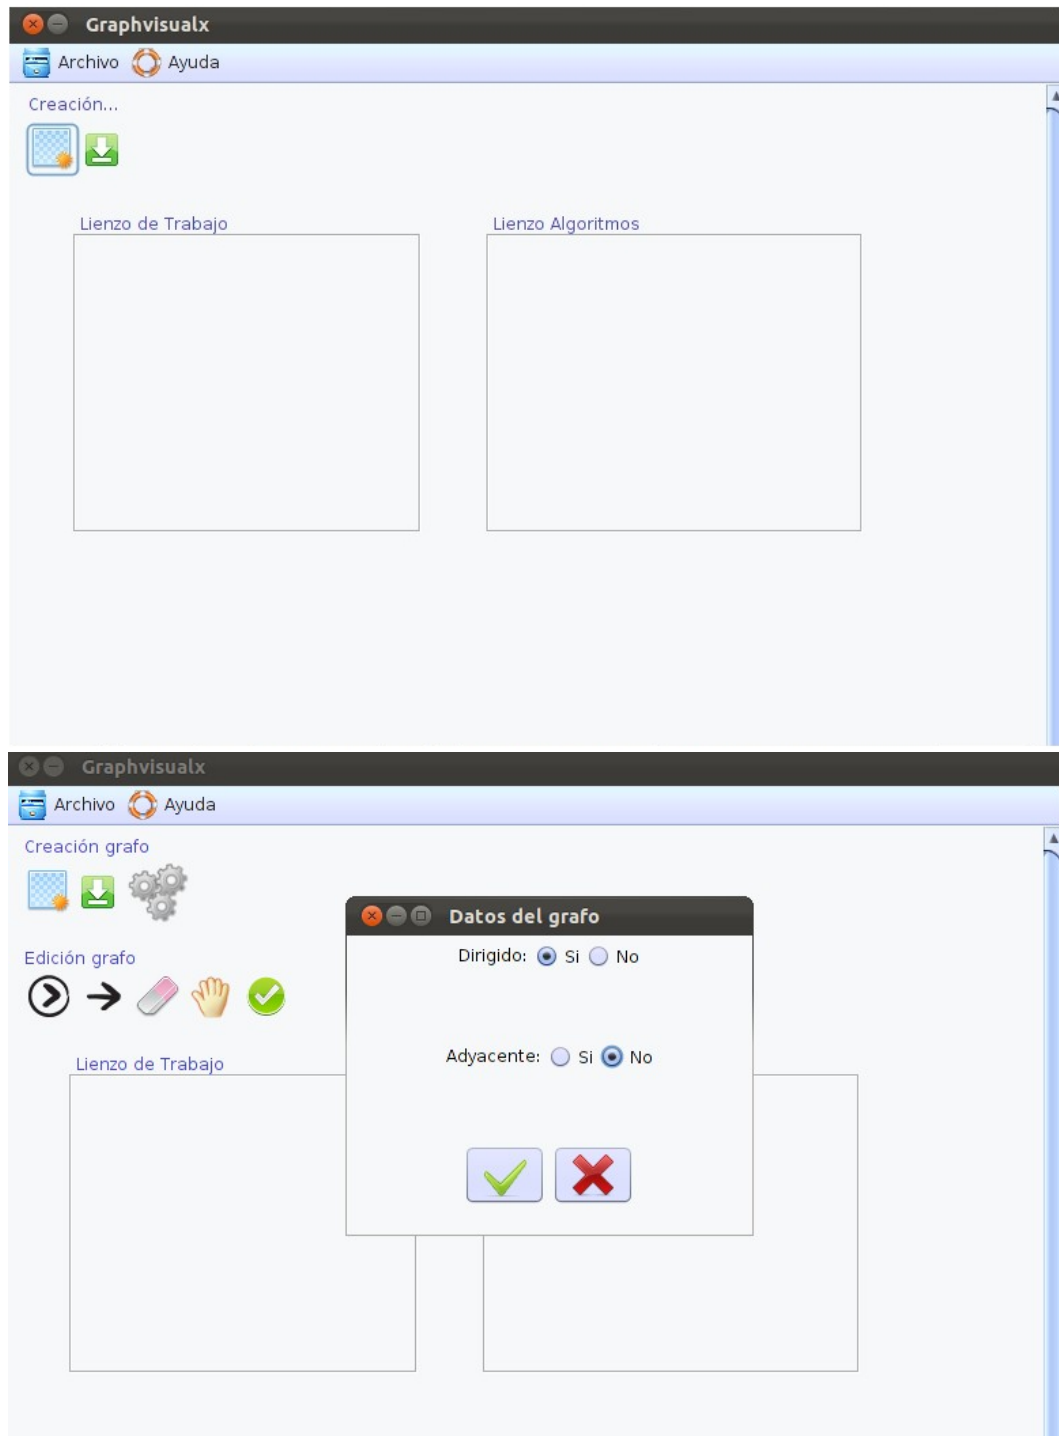 Graphvisualx
Archivo Ayuda
Creación...
Lienzo de Trabajo Lienzo Algoritmos
Graphvisualx
Archivo Ayuda
Creación grafo
Datos del grafo
Dirigido: Si No
Edición grafo
Adyacente: Si No
Lienzo de Trabajo